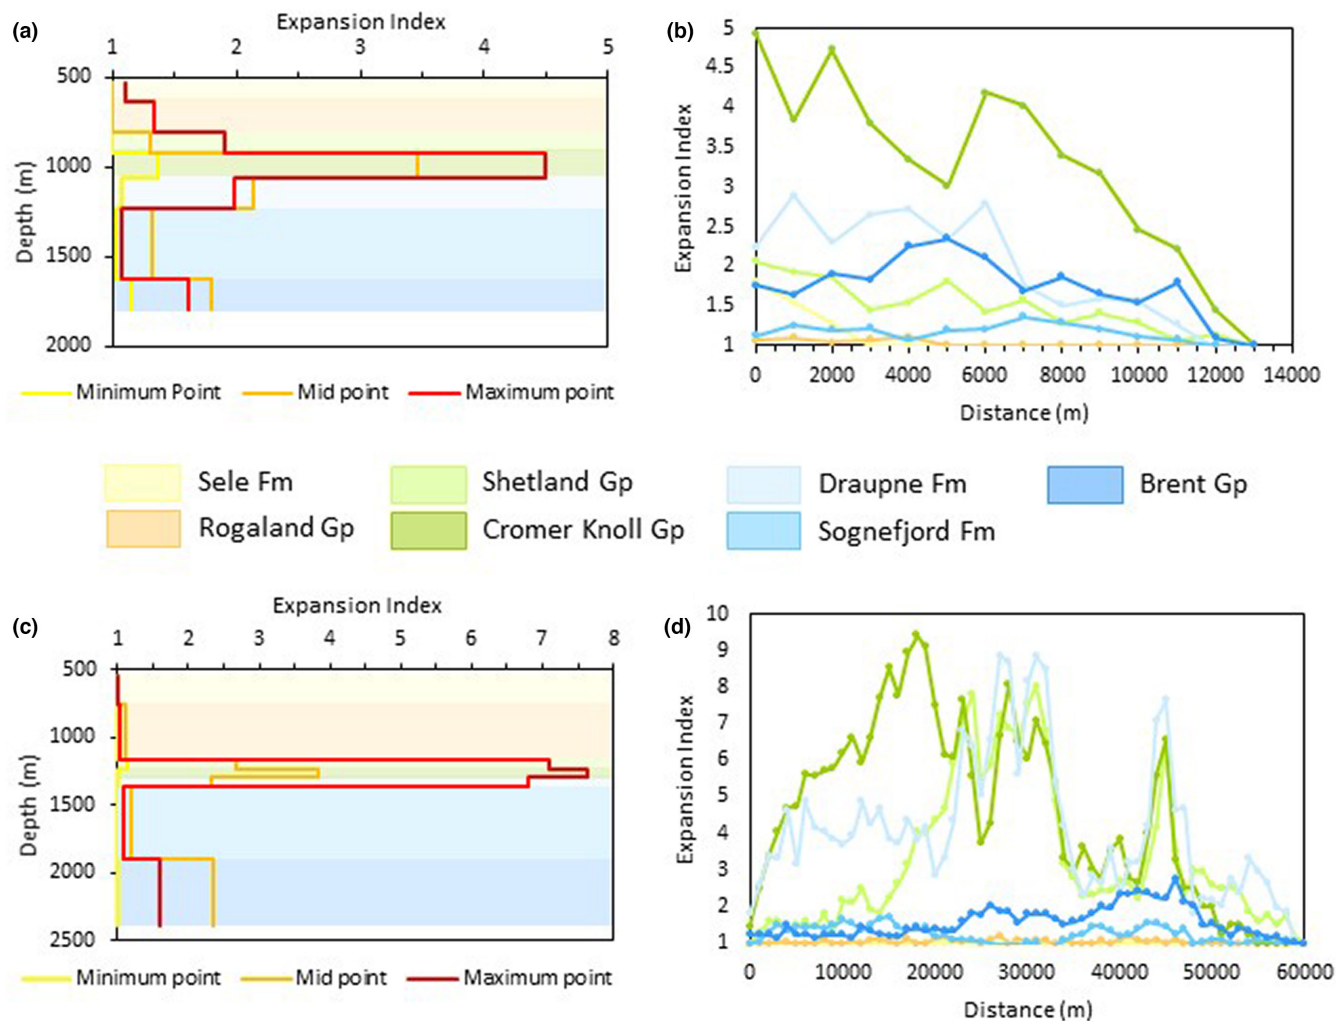 (a)
Expansion Index
1 2 3 4 5
500
1000
1500
2000
Depth (m)
Minimum Point Mid point Maximum point
(b)
5
4.5
4
3.5
3
2.5
2
1.5
1
Expansion Index
0 2000 4000 6000 8000 10000 12000 14000
Distance (m)
Sele Fm Shetland Gp Draupne Fm Brent Gp
Rogaland Gp Cromer Knoll Gp Sognefjord Fm
(c)
Expansion Index
1 2 3 4 5 6 7 8
500
1000
1500
2000
2500
Depth (m)
Minimum point Mid point Maximum point
(d)
10
9
8
7
6
5
4
3
2
1
Expansion Index
0 10000 20000 30000 40000 50000 60000
Distance (m)